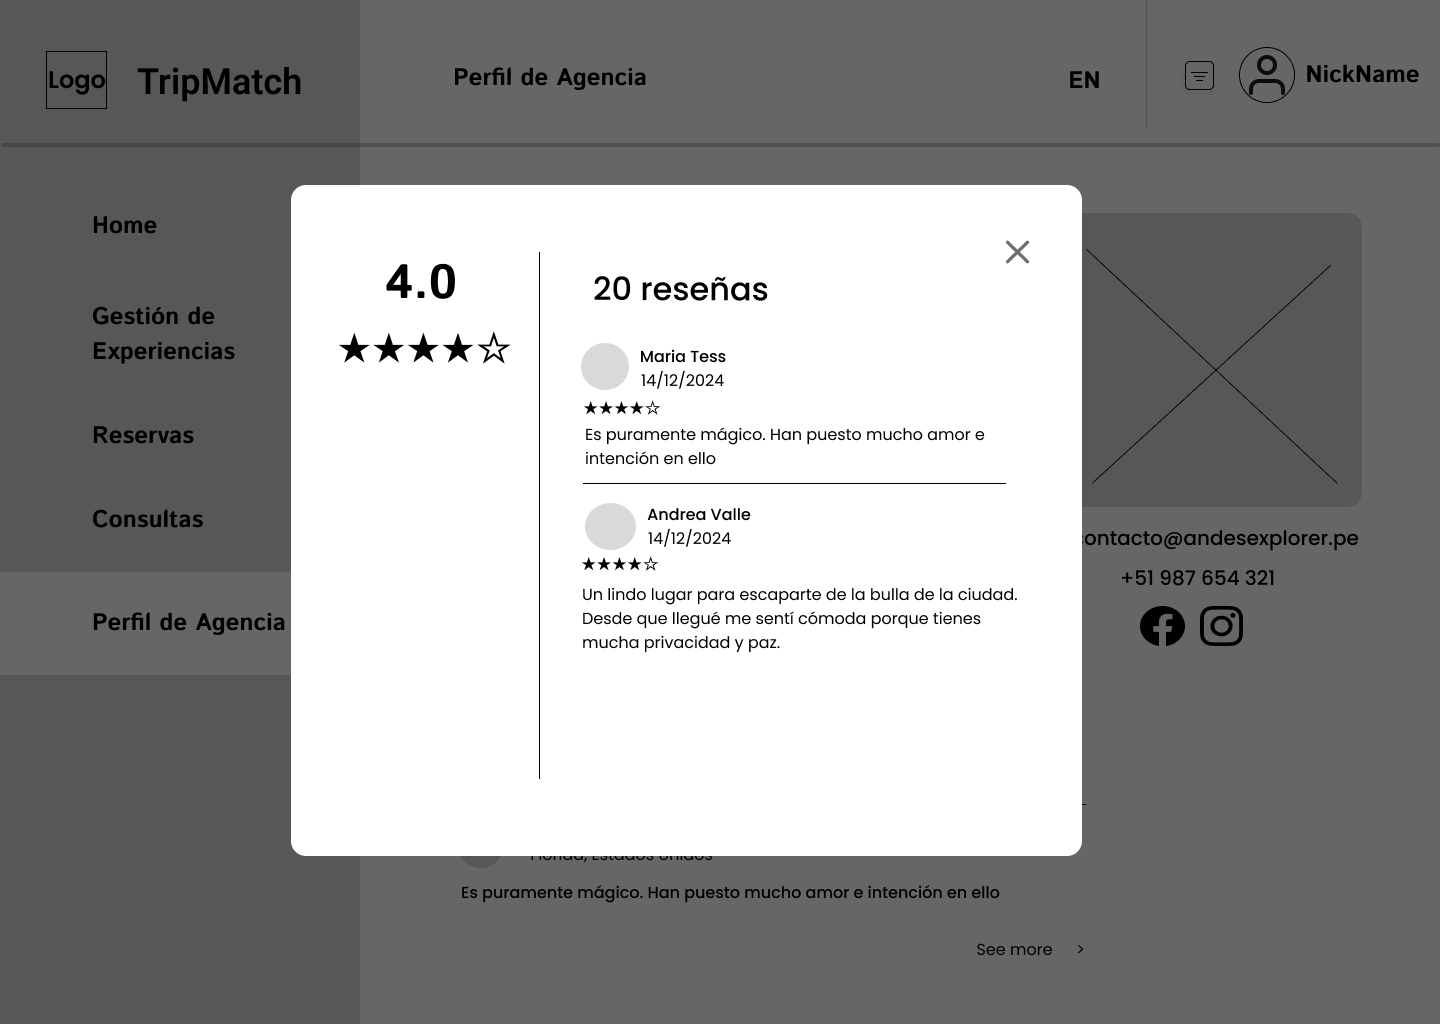 Logo
TripMatch
Perfil de Agencia
EN
NickName
Home
Gestión de
Experiencias
Reservas
Consultas
Perfil de Agencia
4.0
★★★★☆
20 reseñas
Maria Tess
14/12/2024
★★★★☆
Es puramente mágico. Han puesto mucho amor e
intención en ello
Andrea Valle
14/12/2024
★★★★☆
Un lindo lugar para escaparte de la bulla de la ciudad.
Desde que llegué me sentí cómoda porque tienes
mucha privacidad y paz.
contacto@andesexplorer.pe
+51 987 654 321
Florida, Estados Unidos
Es puramente mágico. Han puesto mucho amor e intención en ello
See more >